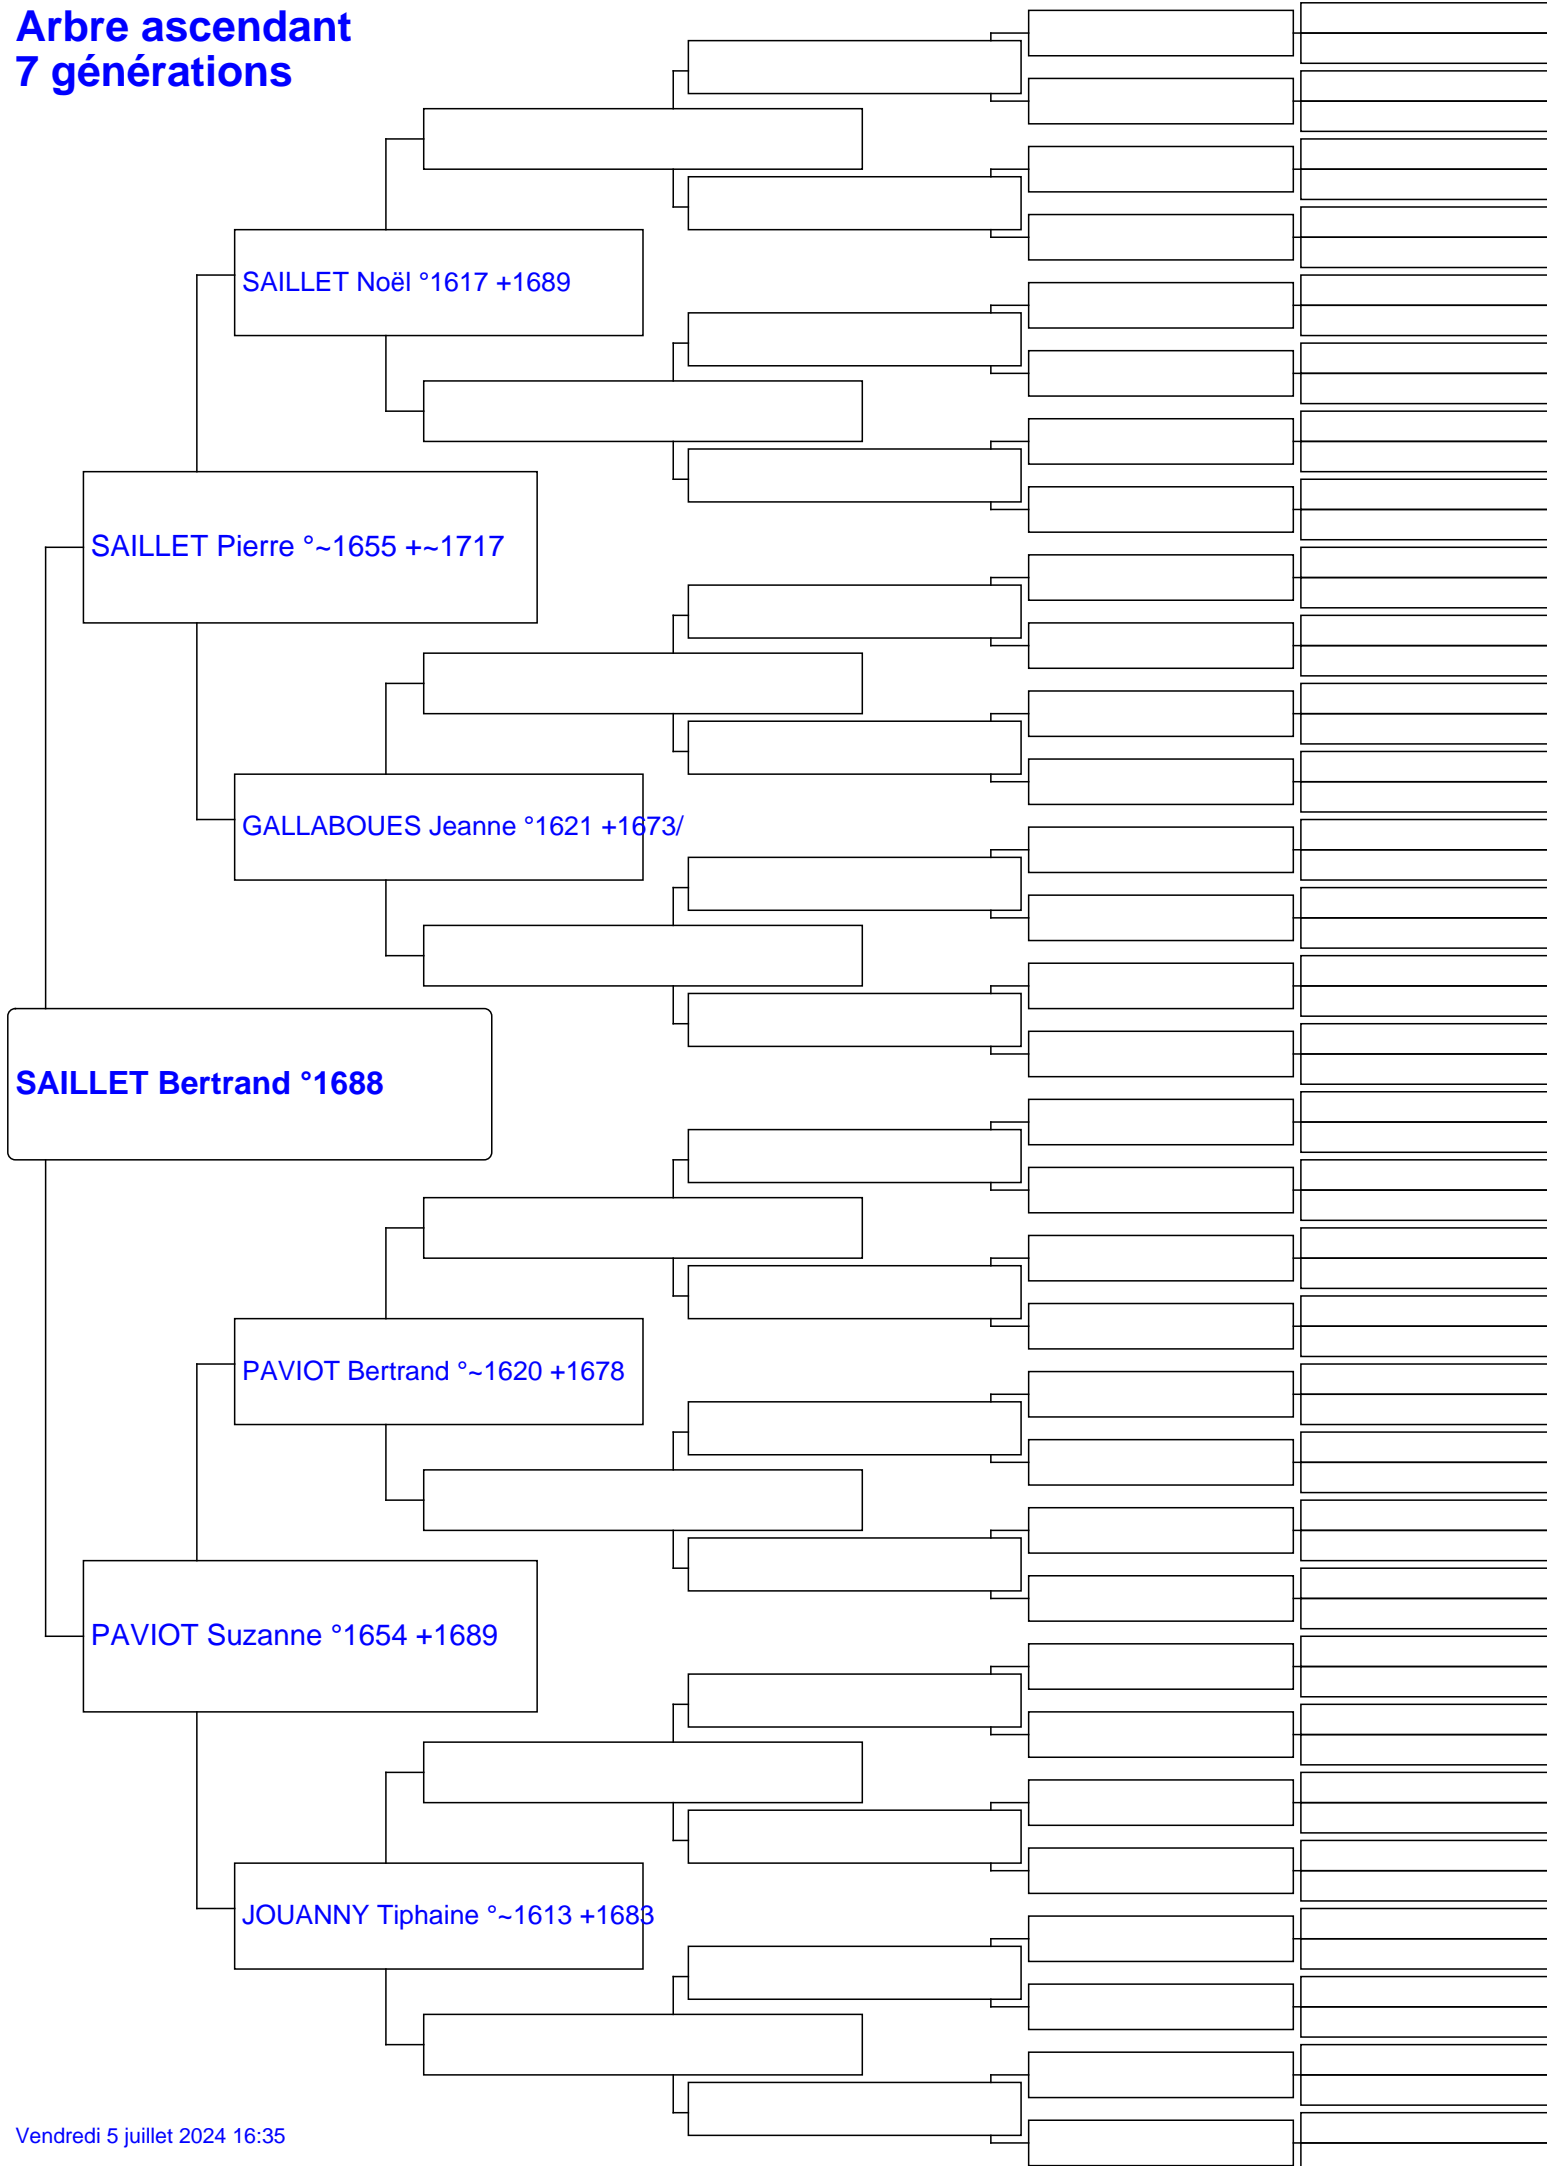 Arbre ascendant
7 générations
SAILLET Noël °1617 +1689
SAILLET Pierre °~1655 +~1717
GALLABOUES Jeanne °1621 +1673/
SAILLET Bertrand °1688
PAVIOT Bertrand °~1620 +1678
PAVIOT Suzanne °1654 +1689
JOUANNY Tiphaine °~1613 +1683
Vendredi 5 juillet 2024 16:35